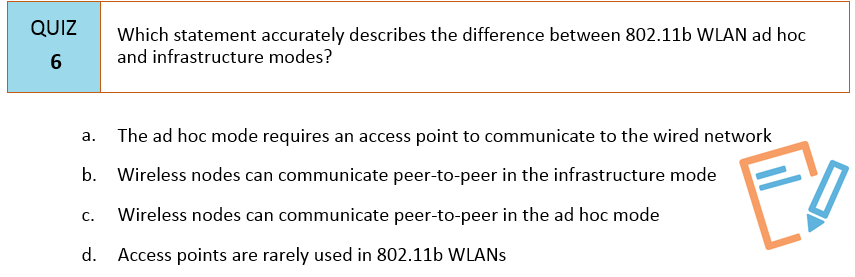 QUIZ
6
Which statement accurately describes the difference between 802.11b WLAN ad hoc
and infrastructure modes?
a. The ad hoc mode requires an access point to communicate to the wired network
b. Wireless nodes can communicate peer-to-peer in the infrastructure mode
c. Wireless nodes can communicate peer-to-peer in the ad hoc mode
d. Access points are rarely used in 802.11b WLANs